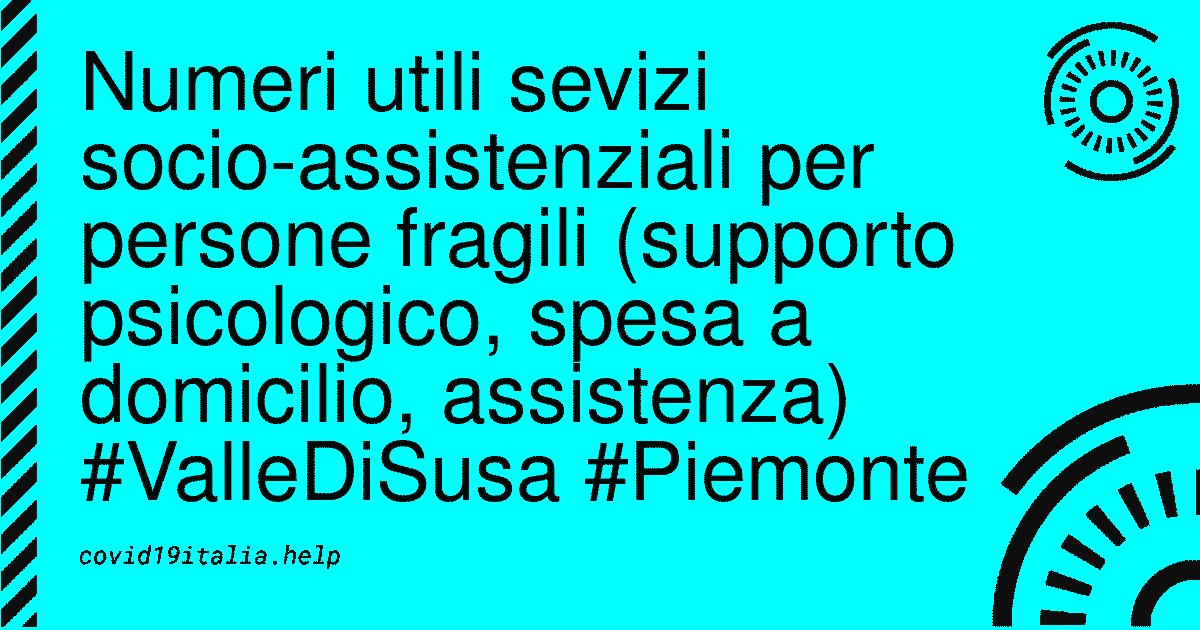 Numeri utili sevizi
socio-assistenziali per
persone fragili (supporto
psicologico, spesa a
domicilio, assistenza)
#ValleDiSusa #Piemonte
covid19italia.help